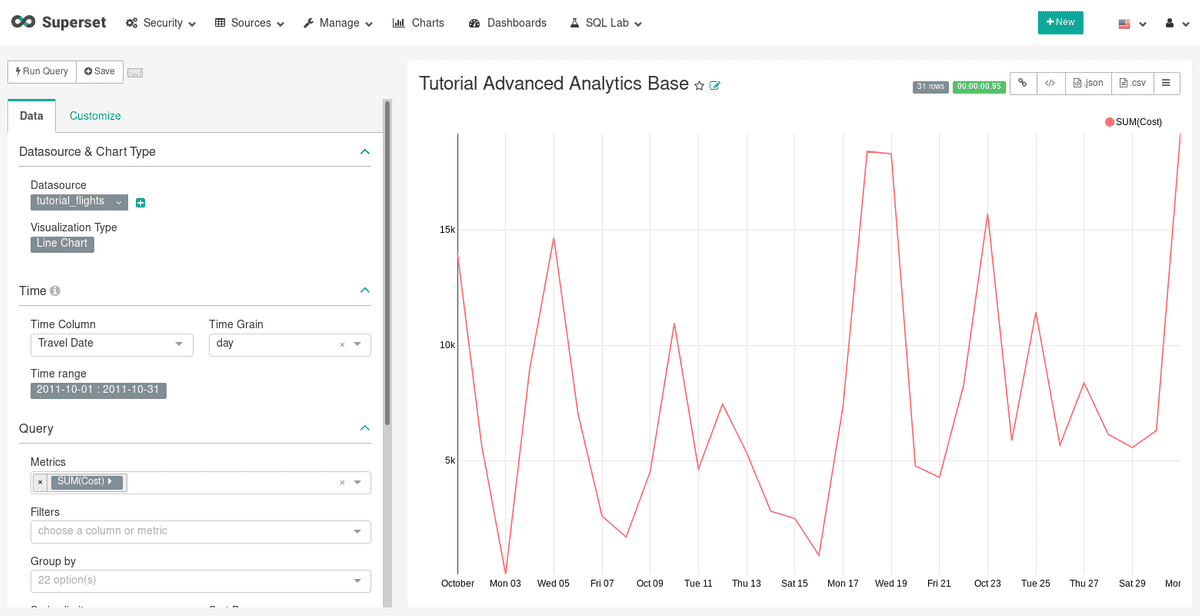 Superset Security Sources Manage Charts Dashboards SQL Lab +New
Run Query Save
Data Customize
Datasource & Chart Type
Datasource
tutorial_flights
Visualization Type
Line Chart
Time
Time Column Time Grain
Travel Date day
Time range
2011-10-01 : 2011-10-31
Query
Metrics
SUM(Cost)
Filters
choose a column or metric
Group by
22 option(s)
Tutorial Advanced Analytics Base
31 rows 00:00:00.95 .json .csv
SUM(Cost)
15k
10k
5k
October Mon 03 Wed 05 Fri 07 Oct 09 Tue 11 Thu 13 Sat 15 Mon 17 Wed 19 Fri 21 Oct 23 Tue 25 Thu 27 Sat 29 Mor